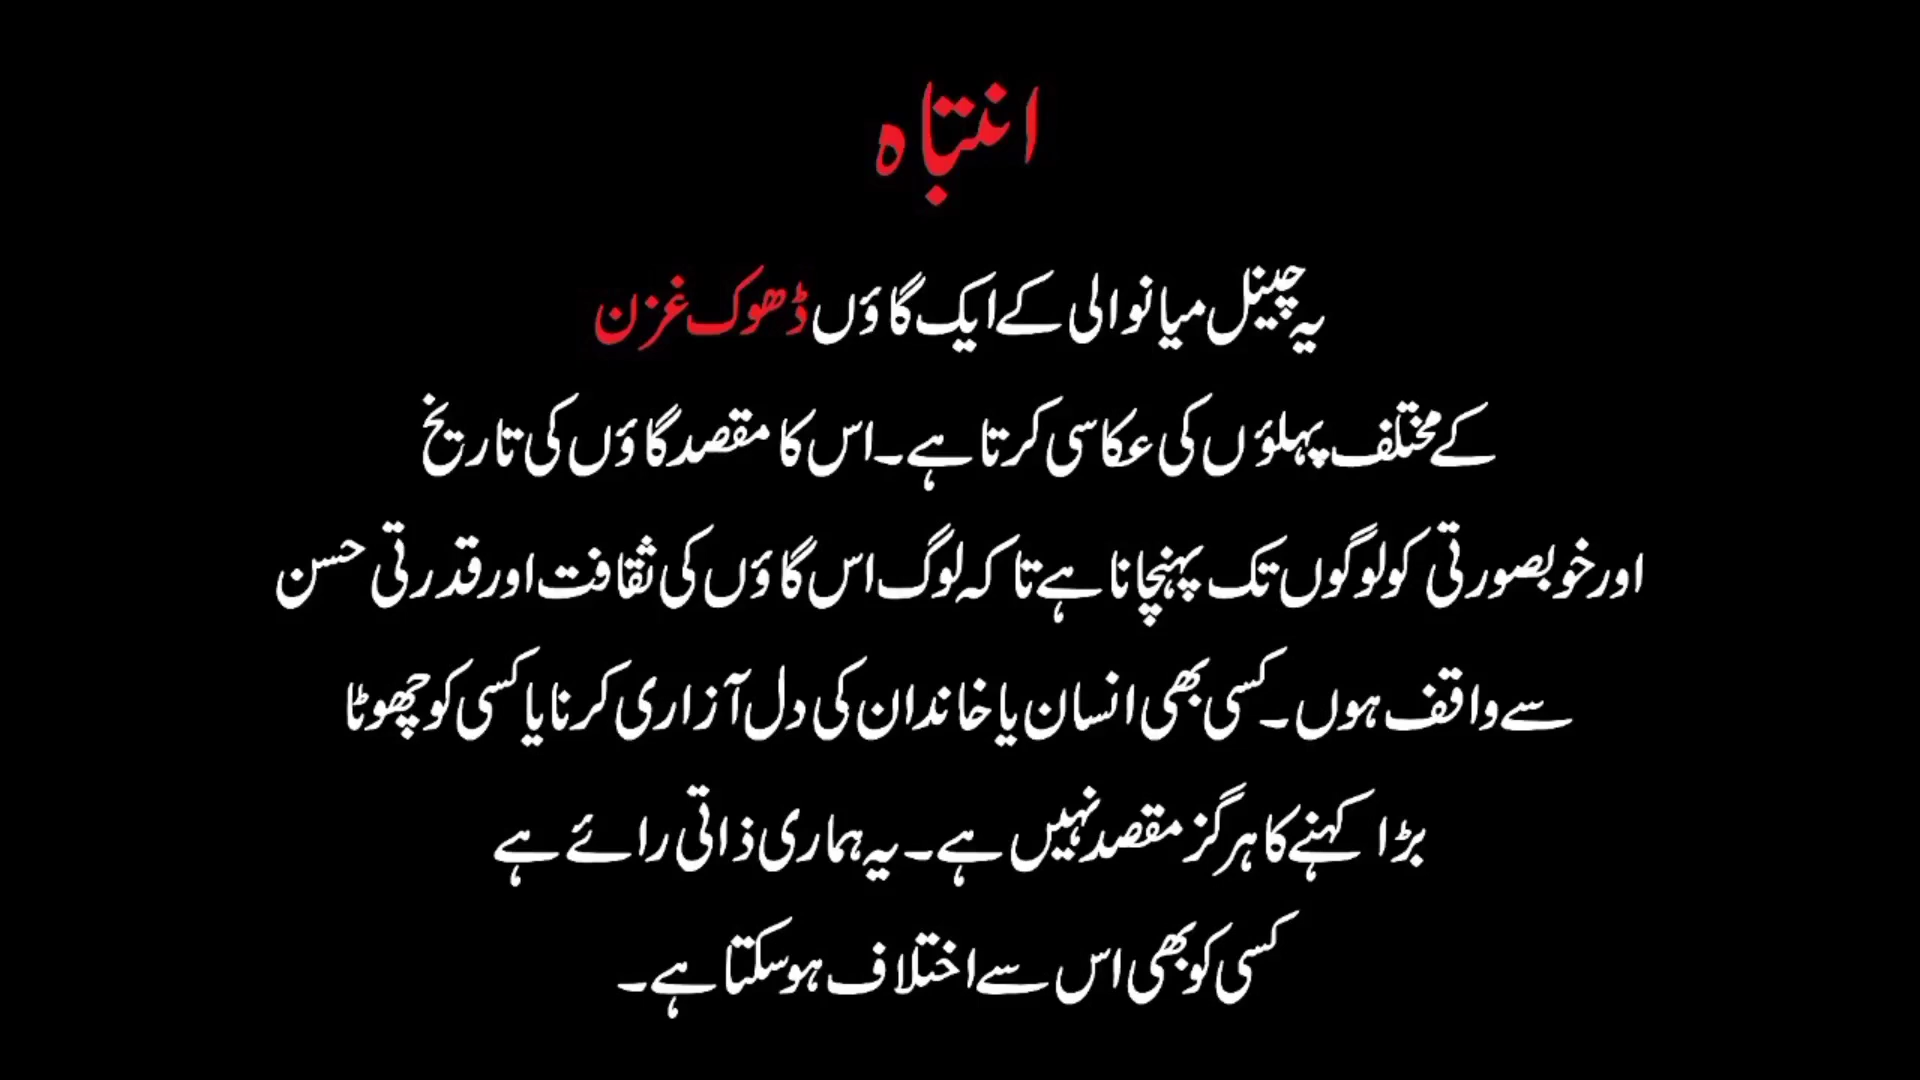 انتباہ
یہ چینل میانوالی کے ایک گاؤں ڈھوک غزن
کے مختلف پہلوؤں کی عکاسی کرتا ہے۔ اس کا مقصد گاؤں کی تاریخ
اور خوبصورتی کو لوگوں تک پہنچانا ہے تاکہ لوگ اس گاؤں کی ثقافت اور قدرتی حسن
سے واقف ہوں۔ کسی بھی انسان یا خاندان کی دل آزاری کرنا یا کسی کو چھوٹا
بڑا کہنے کا ہرگز مقصد نہیں ہے۔ یہ ہماری ذاتی رائے ہے
کسی کو بھی اس سے اختلاف ہو سکتا ہے۔